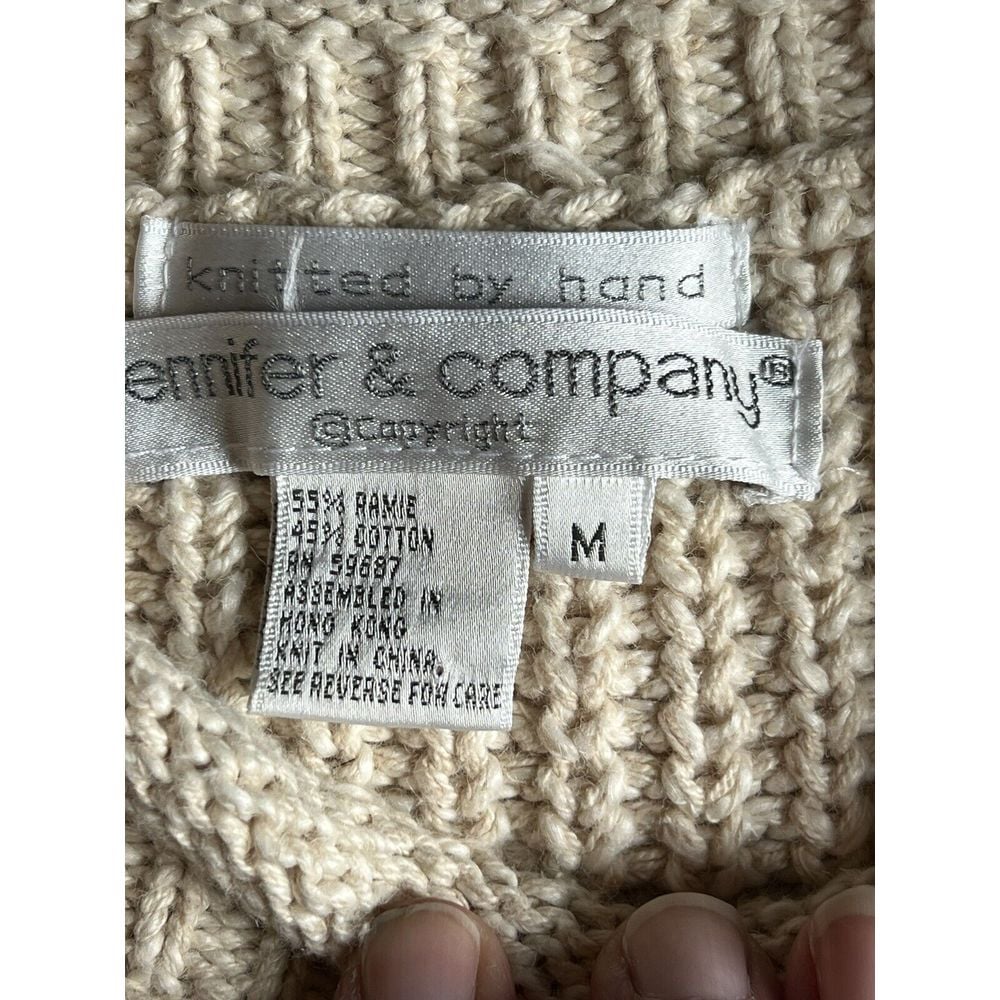 knitted by hand
ennifer & company®
©Copyright
55% RAMIE
45% COTTON
RN 59687
ASSEMBLED IN
HONG KONG
KNIT IN CHINA.
SEE REVERSE FOR CARE
M